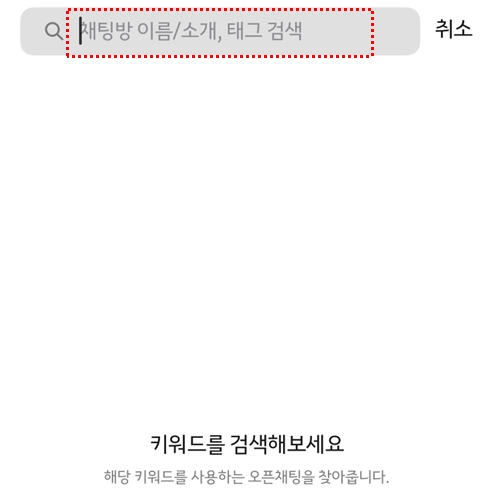 채팅방 이름/소개, 태그 검색 취소
키워드를 검색해보세요
해당 키워드를 사용하는 오픈채팅을 찾아줍니다.